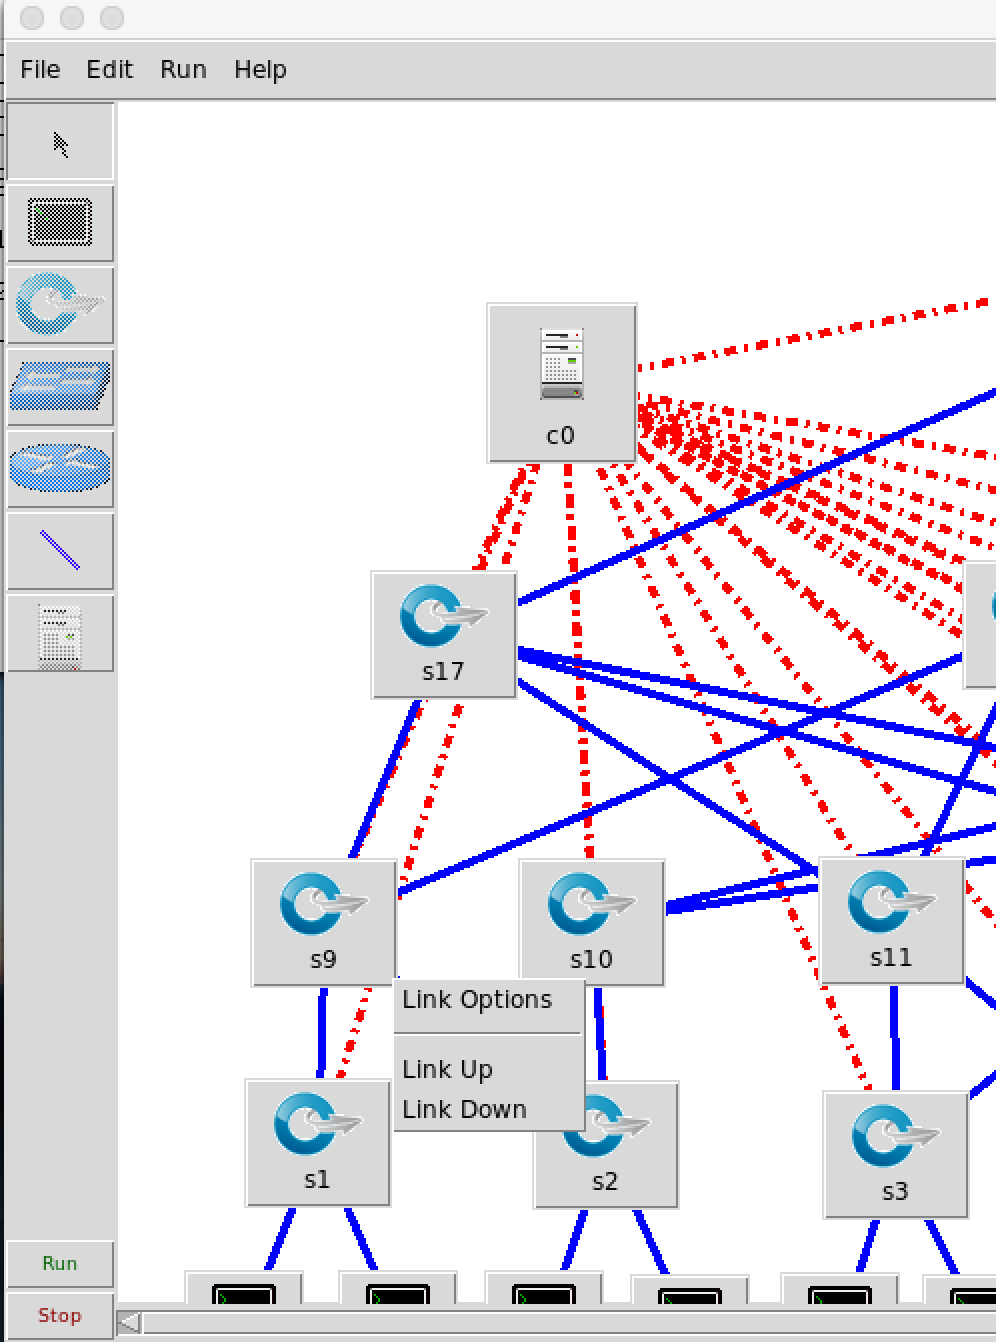 File Edit Run Help
c0
s17
s9 s10 s11
Link Options
Link Up
Link Down
s1 s2 s3
Run
Stop